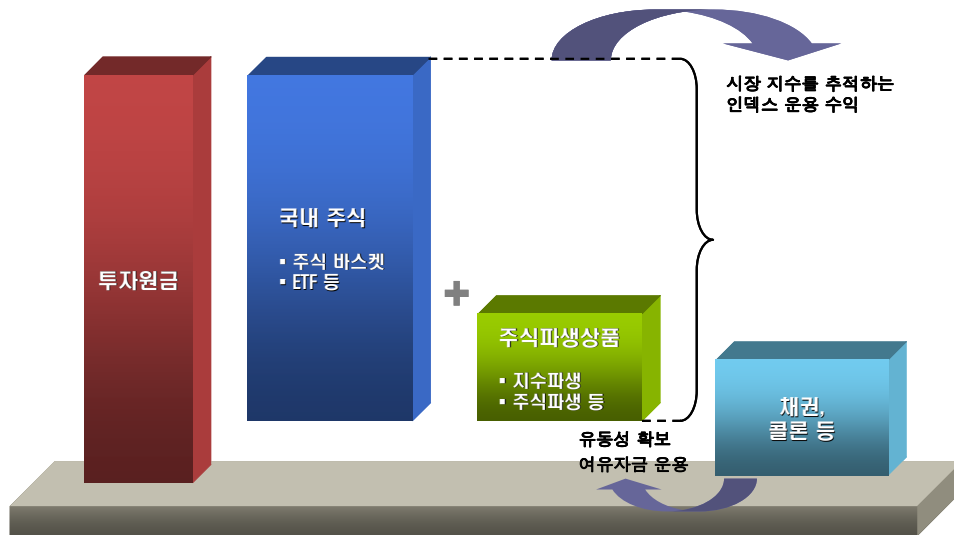 시장 지수를 추적하는
인덱스 운용 수익
국내 주식
▪ 주식 바스켓
▪ ETF 등
투자원금
+
주식파생상품
▪ 지수파생
▪ 주식파생 등
채권,
콜론 등
유동성 확보
여유자금 운용